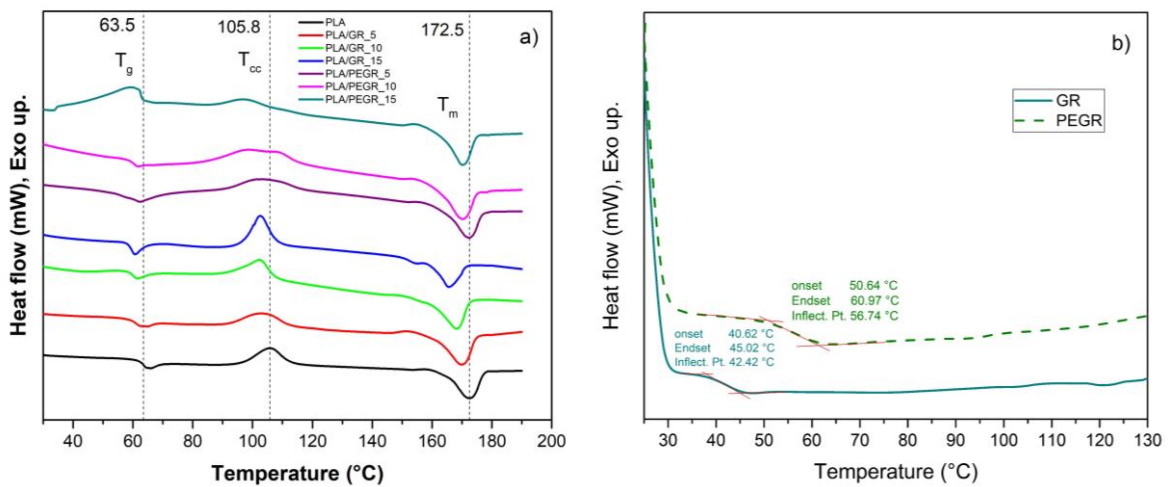 63.5
105.8
172.5
a)
T_g
T_cc
T_m
PLA
PLA/GR_5
PLA/GR_10
PLA/GR_15
PLA/PEGR_5
PLA/PEGR_10
PLA/PEGR_15
Heat flow (mW), Exo up.
40 60 80 100 120 140 160 180 200
Temperature (°C)
b)
GR
PEGR
onset 50.64 °C
Endset 60.97 °C
Inflect. Pt. 56.74 °C
onset 40.62 °C
Endset 45.02 °C
Inflect. Pt. 42.42 °C
Heat flow (mW), Exo up.
30 40 50 60 70 80 90 100 110 120 130
Temperature (°C)